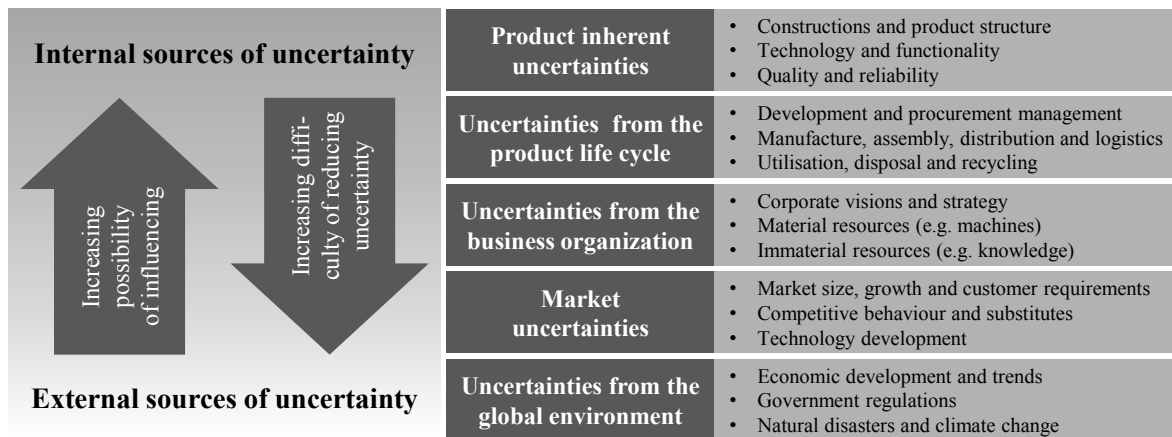 Internal sources of uncertainty
Increasing
possibility
of influencing
Increasing diffi-
culty of reducing
uncertainty
External sources of uncertainty
Product inherent
uncertainties
• Constructions and product structure
• Technology and functionality
• Quality and reliability
Uncertainties from the
product life cycle
• Development and procurement management
• Manufacture, assembly, distribution and logistics
• Utilisation, disposal and recycling
Uncertainties from the
business organization
• Corporate visions and strategy
• Material resources (e.g. machines)
• Immaterial resources (e.g. knowledge)
Market
uncertainties
• Market size, growth and customer requirements
• Competitive behaviour and substitutes
• Technology development
Uncertainties from the
global environment
• Economic development and trends
• Government regulations
• Natural disasters and climate change